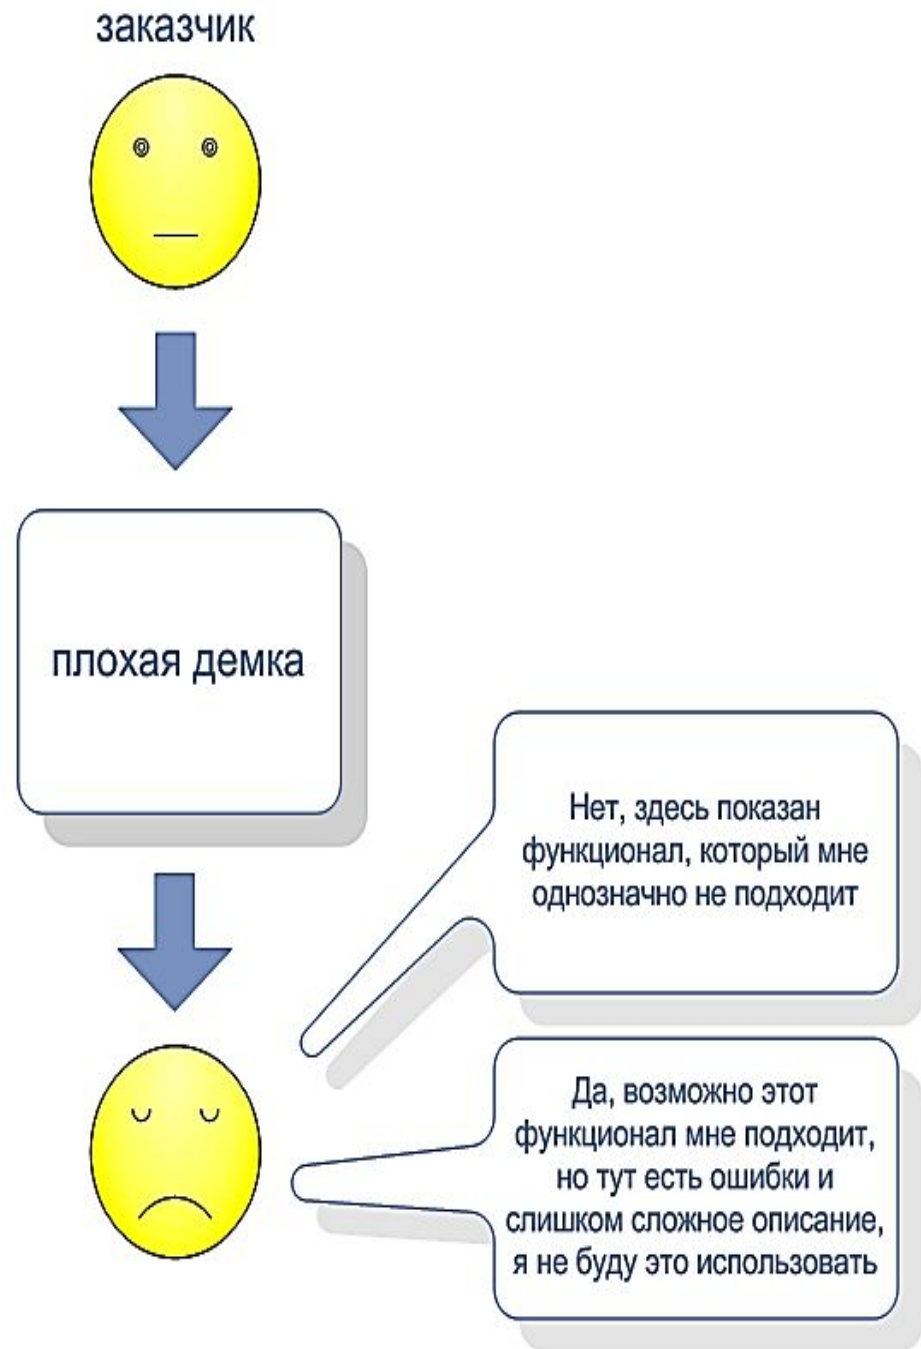 заказчик
плохая демка
Нет, здесь показан
функционал, который мне
однозначно не подходит
Да, возможно этот
функционал мне подходит,
но тут есть ошибки и
слишком сложное описание,
я не буду это использовать